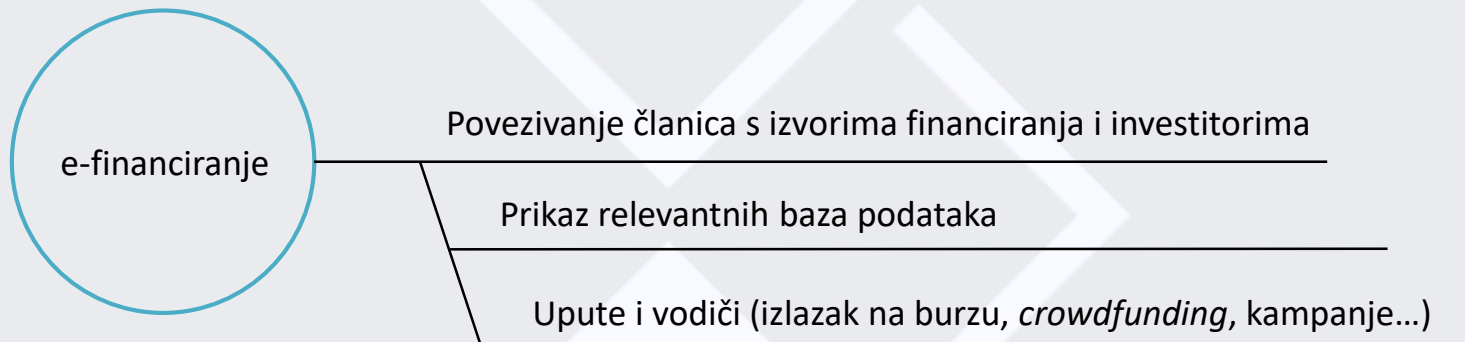 Povezivanje članica s izvorima financiranja i investitorima
e-financiranje
Prikaz relevantnih baza podataka
Upute i vodiči (izlazak na burzu, crowdfunding, kampanje…)